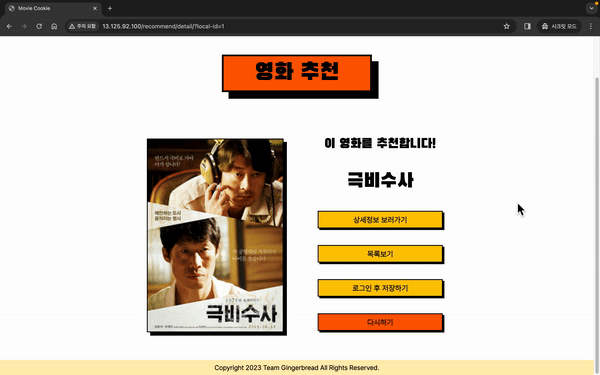 Movie Cookie
주의 요함
13.125.92.100/recommend/detail/?local-id=1
시크릿 모드
영화 추천
이 영화를 추천합니다!
극비수사
상세정보 보러가기
목록보기
로그인 후 저장하기
다시하기
극비수사
Copyright 2023 Team Gingerbread All Rights Reserved.